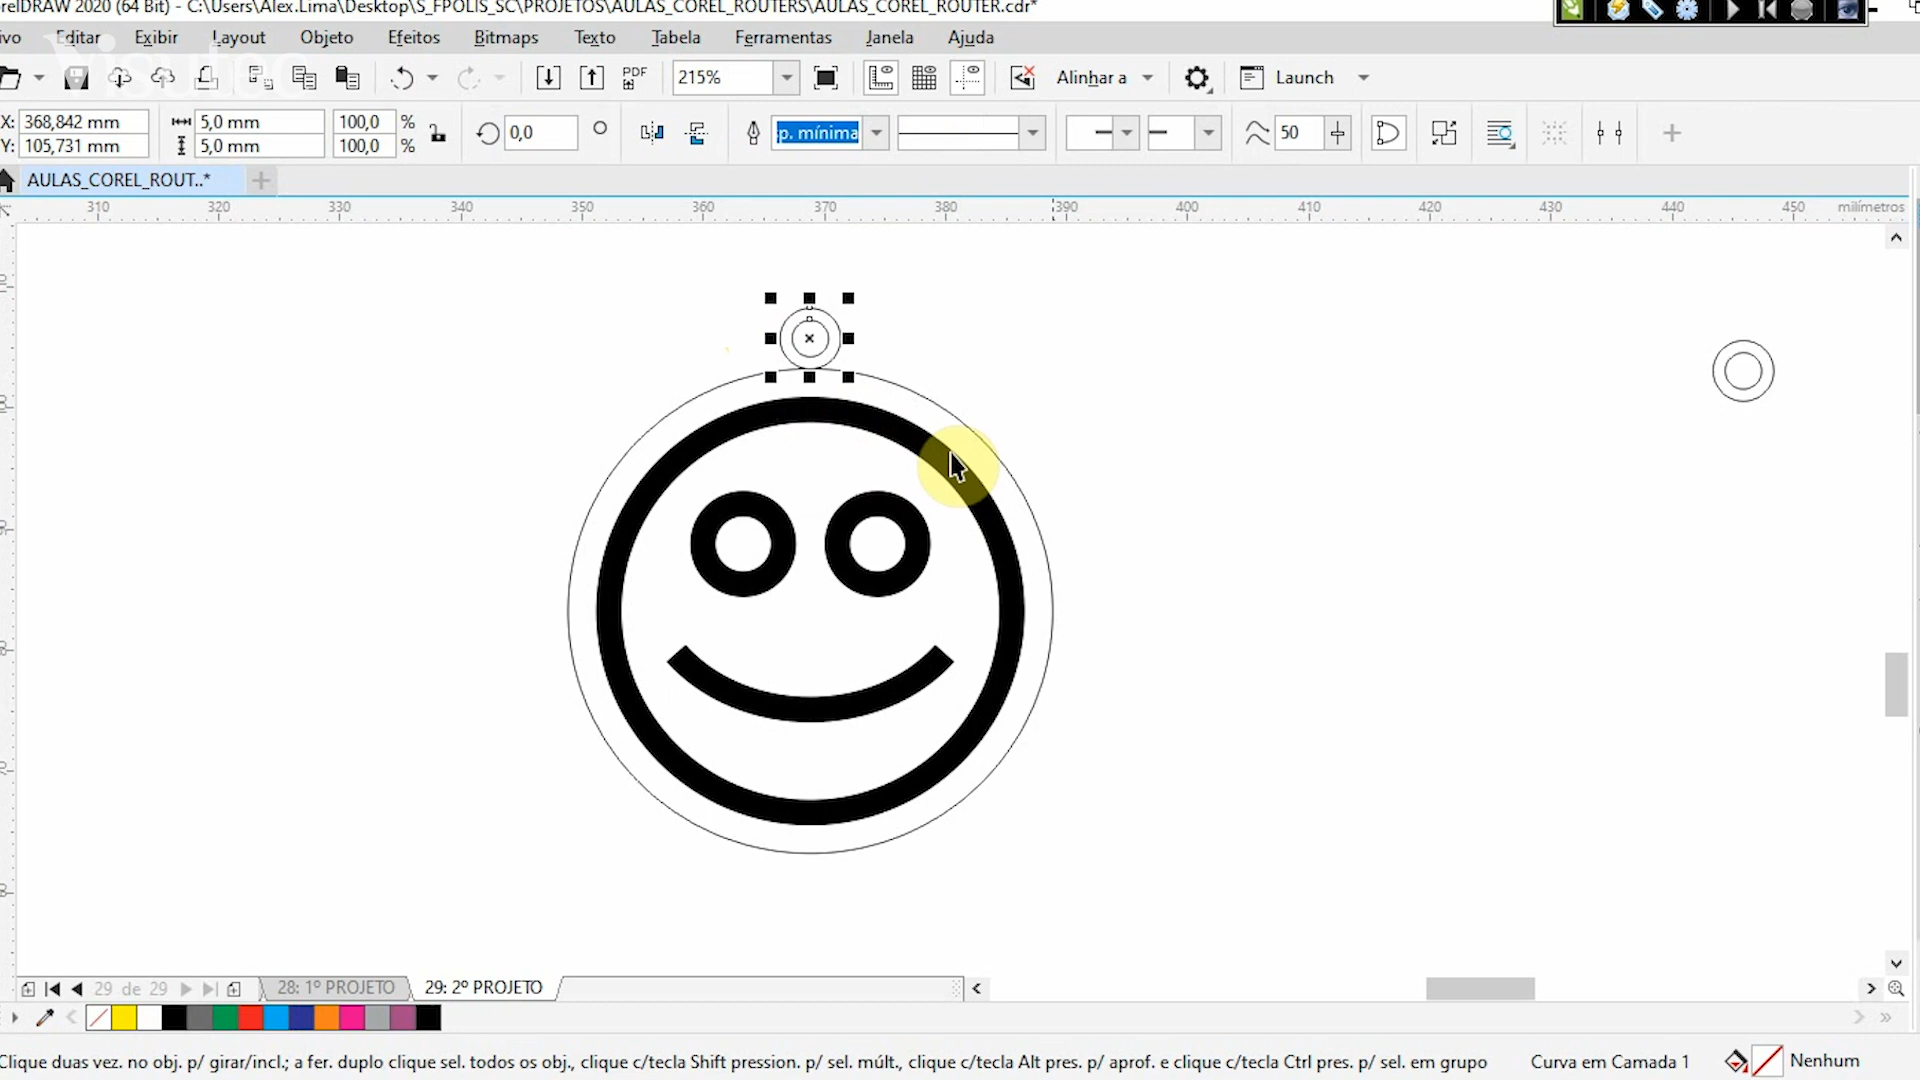 orelDRAW 2020 (64 Bit) - C:\Users\Alex.Lima\Desktop\S_FPOLIS_SC\PROJETOS\AULAS_COREL_ROUTERS\AULAS_COREL_ROUTER.cdr*
ivo Editar Exibir Layout Objeto Efeitos Bitmaps Texto Tabela Ferramentas Janela Ajuda
PDF 215% Alinhar a Launch
X: 368,842 mm 5,0 mm 100,0 % 0,0 p. mínima 50
Y: 105,731 mm 5,0 mm 100,0 %
AULAS_COREL_ROUT..*
310 320 330 340 350 360 370 380 390 400 410 420 430 440 450 milímetros
29 de 29 28: 1º PROJETO 29: 2º PROJETO
Clique duas vez. no obj. p/ girar/incl.; a fer. duplo clique sel. todos os obj., clique c/tecla Shift pression. p/ sel. múlt., clique c/tecla Alt pres. p/ aprof. e clique c/tecla Ctrl pres. p/ sel. em grupo Curva em Camada 1 Nenhum